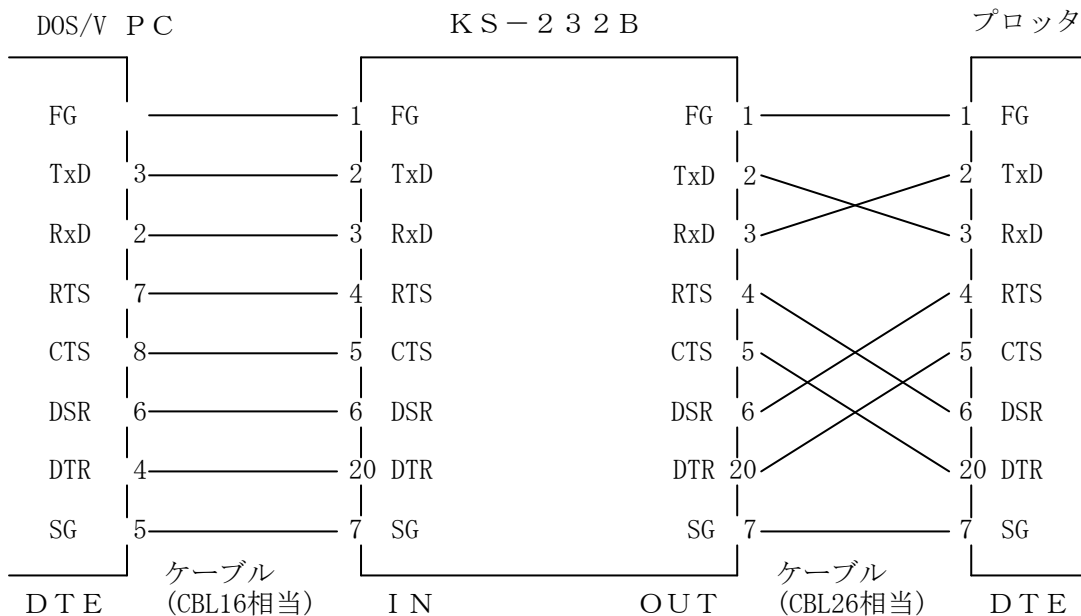 DOS/V ＰＣ　ＫＳ－２３２Ｂ　プロッタ
FG 1 FG FG 1 1 FG
TxD 3 2 TxD TxD 2 2 TxD
RxD 2 3 RxD RxD 3 3 RxD
RTS 7 4 RTS RTS 4 4 RTS
CTS 8 5 CTS CTS 5 5 CTS
DSR 6 6 DSR DSR 6 6 DSR
DTR 4 20 DTR DTR 20 20 DTR
SG 5 7 SG SG 7 7 SG
ケーブル ケーブル
ＤＴＥ (CBL16相当) ＩＮ ＯＵＴ (CBL26相当) ＤＴＥ